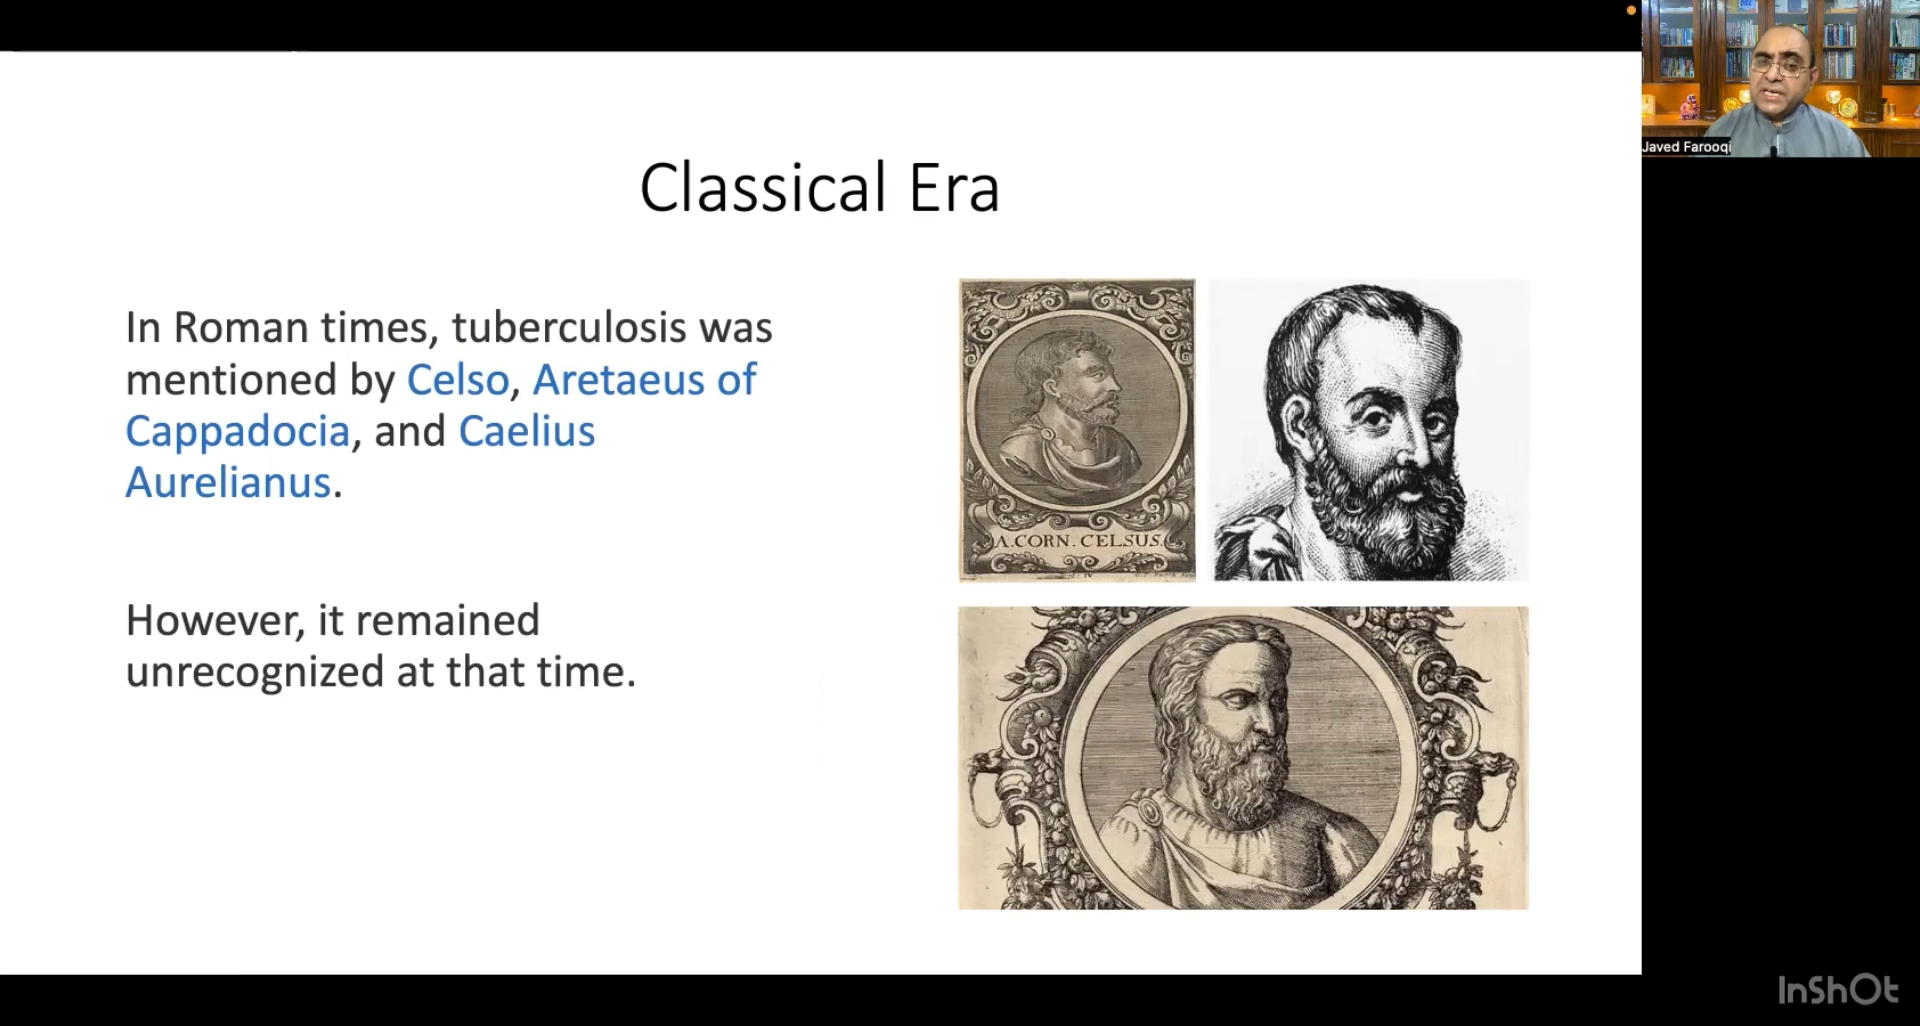 Javed Farooqi
Classical Era
In Roman times, tuberculosis was
mentioned by Celso, Aretaeus of
Cappadocia, and Caelius
Aurelianus.
However, it remained
unrecognized at that time.
A. CORN. CELSUS.
InShOt